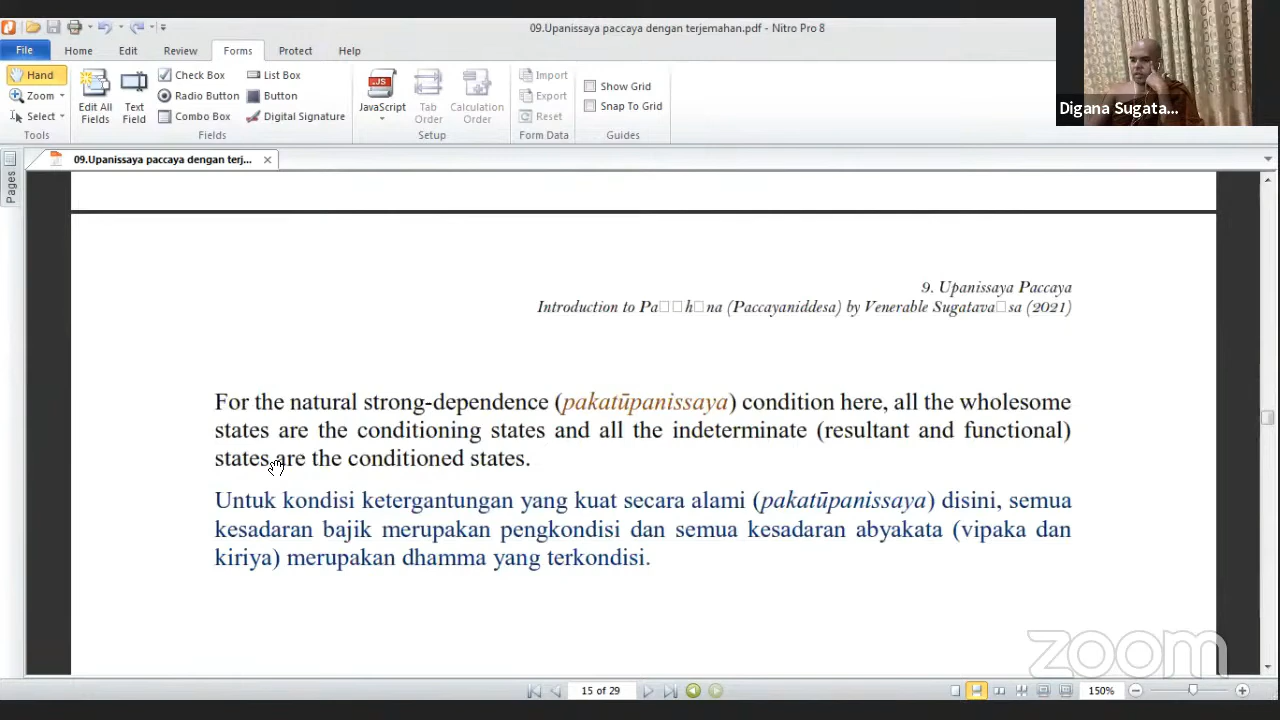 09.Upanissaya paccaya dengan terjemahan.pdf - Nitro Pro 8
File Home Edit Review Forms Protect Help
Hand
Zoom
Select
Tools
Edit All Fields
Text Field
Check Box
Radio Button
Combo Box
List Box
Button
Digital Signature
Fields
JavaScript
Tab Order
Calculation Order
Setup
Import
Export
Reset
Form Data
Show Grid
Snap To Grid
Guides
Digana Sugata...
09.Upanissaya paccaya dengan terj...
Pages
9. Upanissaya Paccaya
Introduction to Pa□□h□na (Paccayaniddesa) by Venerable Sugatava□sa (2021)
For the natural strong-dependence (pakatūpanissaya) condition here, all the wholesome
states are the conditioning states and all the indeterminate (resultant and functional)
states are the conditioned states.
Untuk kondisi ketergantungan yang kuat secara alami (pakatūpanissaya) disini, semua
kesadaran bajik merupakan pengkondisi dan semua kesadaran abyakata (vipaka dan
kiriya) merupakan dhamma yang terkondisi.
zoom
15 of 29
150%